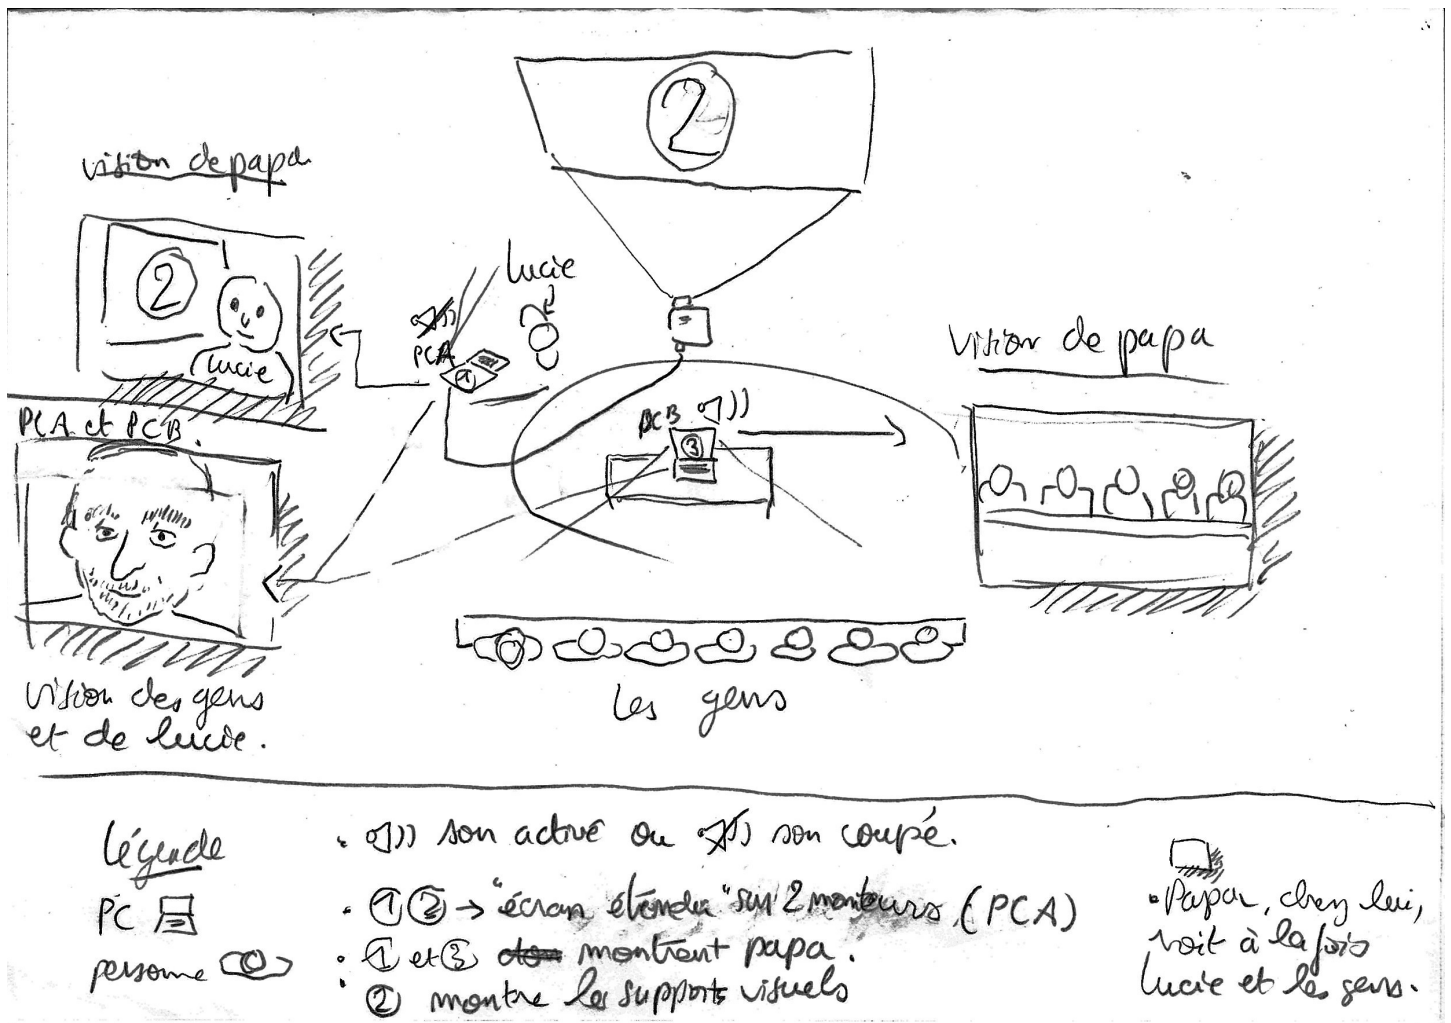 2
vision de papa
2
lucie
lucie
PCA
1
PCB
3
vision de papa
PCA et PCB.
vision des gens
et de lucie.
les gens
légende
PC
personne
• son activé ou son coupé.
• 1 2 → "écran étendu" sur 2 moniteurs (PCA)
• 1 et 3 montrent papa.
• 2 montre les supports visuels
• Papa, chez lui,
voit à la fois
lucie et les gens.